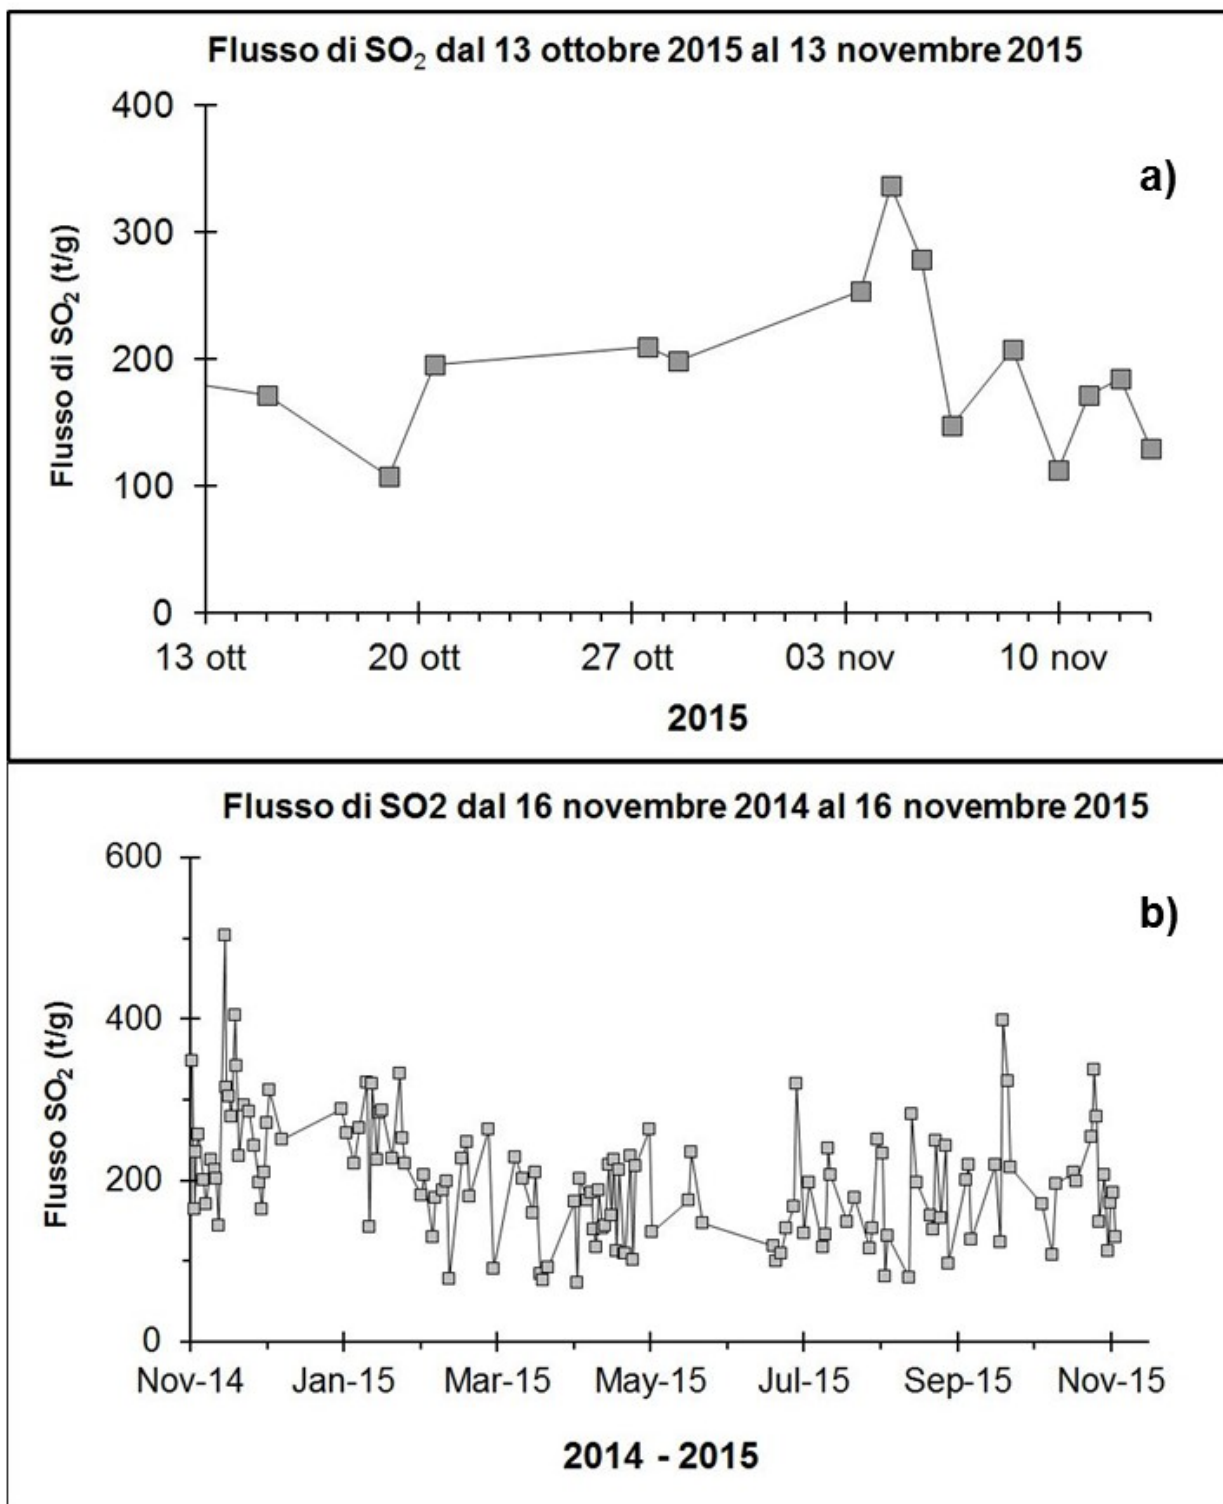 Flusso di SO2 dal 13 ottobre 2015 al 13 novembre 2015
a)
400
300
200
100
0
Flusso di SO2 (t/g)
13 ott 20 ott 27 ott 03 nov 10 nov
2015
Flusso di SO2 dal 16 novembre 2014 al 16 novembre 2015
b)
600
400
200
0
Flusso SO2 (t/g)
Nov-14 Jan-15 Mar-15 May-15 Jul-15 Sep-15 Nov-15
2014 - 2015